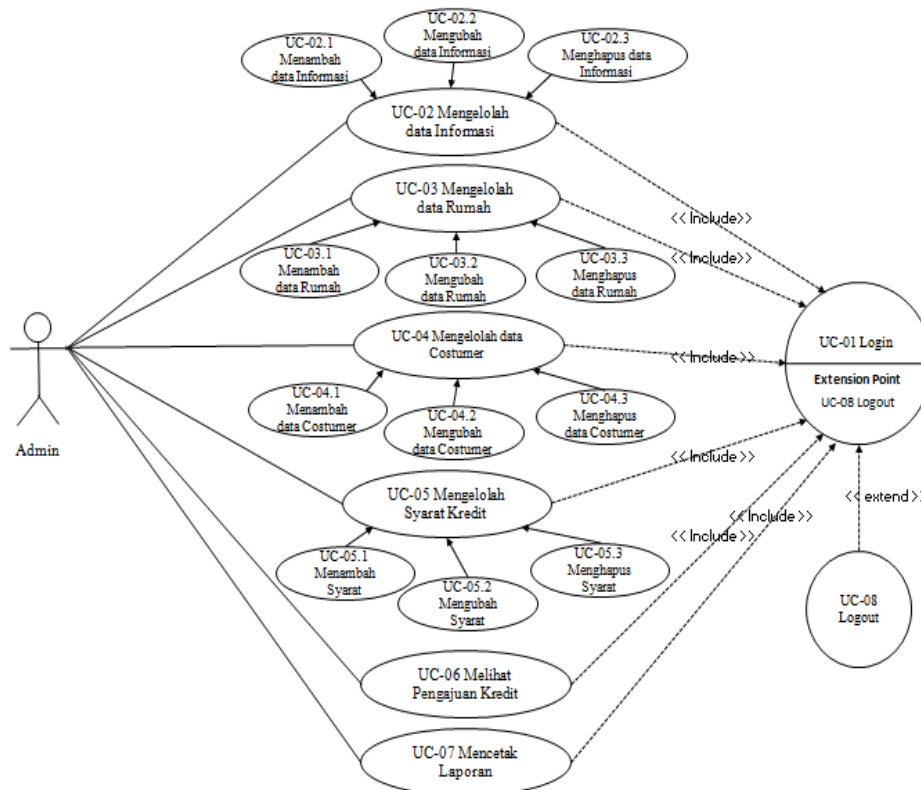 UC-02.1
Menambah
data Informasi
UC-02.2
Mengubah
data Informasi
UC-02.3
Menghapus data
Informasi
UC-02 Mengelolah
data Informasi
UC-03 Mengelolah
data Rumah
<< Include>>
<< Include>>
UC-03.1
Menambah
data Rumah
UC-03.2
Mengubah
data Rumah
UC-03.3
Menghapus
data Rumah
Admin
UC-04 Mengelolah data
Costumer
<< Include>>
UC-01 Login
Extension Point
UC-08 Logout
UC-04.1
Menambah
data Costumer
UC-04.2
Mengubah
data Costumer
UC-04.3
Menghapus
data Costumer
<< Include>>
UC-05 Mengelolah
Syarat Kredit
<< Include>>
<< Include>>
<< extend >>
UC-05.1
Menambah
Syarat
UC-05.2
Mengubah
Syarat
UC-05.3
Menghapus
Syarat
UC-08
Logout
UC-06 Melihat
Pengajuan Kredit
UC-07 Mencetak
Laporan